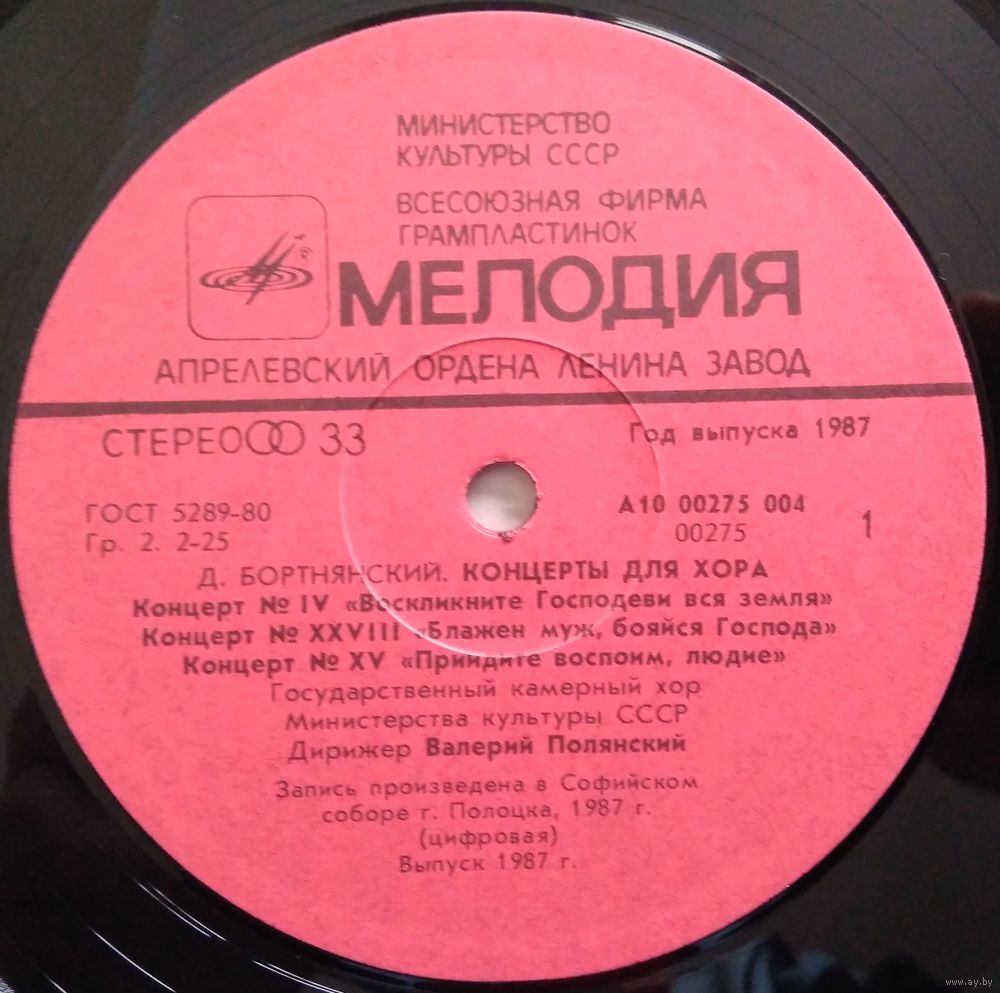 МИНИСТЕРСТВО
КУЛЬТУРЫ СССР
ВСЕСОЮЗНАЯ ФИРМА
ГРАМПЛАСТИНОК
МЕЛОДИЯ
®
АПРЕЛЕВСКИЙ ОРДЕНА ЛЕНИНА ЗАВОД
СТЕРЕО 33
Год выпуска 1987
ГОСТ 5289-80
Гр. 2. 2-25
А10 00275 004
00275
1
Д. БОРТНЯНСКИЙ. КОНЦЕРТЫ ДЛЯ ХОРА
Концерт № IV «Воскликните Господеви вся земля»
Концерт № XXVIII «Блажен муж, бояйся Господа»
Концерт № XV «Приидите воспоим, людие»
Государственный камерный хор
Министерства культуры СССР
Дирижер Валерий Полянский
Запись произведена в Софийском
соборе г. Полоцка, 1987 г.
(цифровая)
Выпуск 1987 г.
www.ay.by